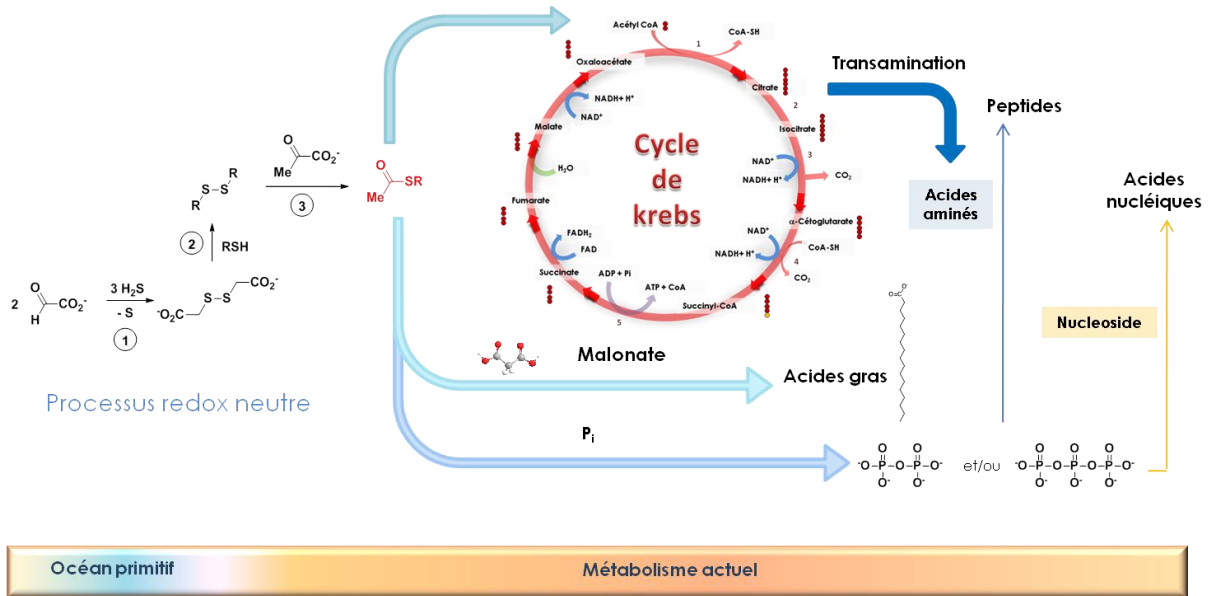 Acétyl CoA
1
CoA-SH
Oxaloacétate
Citrate
2
Isocitrate
3
NAD⁺
NADH+ H⁺
CO₂
α-Cétoglutarate
NAD⁺
NADH+ H⁺
CoA-SH
4
CO₂
Succinyl-CoA
ATP + CoA
ADP + Pi
5
Succinate
FAD
FADH₂
Fumarate
H₂O
Malate
NAD⁺
NADH+ H⁺
Cycle
de
krebs
Transamination
Peptides
Acides
aminés
Acides
nucléiques
Nucleoside
O
Me
CO₂⁻
3
R
S-S
R
2
RSH
O
SR
Me
2
O
H
CO₂⁻
3 H₂S
- S
1
CO₂⁻
S-S
⁻O₂C
Processus redox neutre
Malonate
Acides gras
O⁻
O
Pᵢ
O O
⁻O-P-O-P-O⁻
O⁻ O⁻
et/ou
O O O
⁻O-P-O-P-O-P-O⁻
O⁻ O⁻ O⁻
Océan primitif
Métabolisme actuel